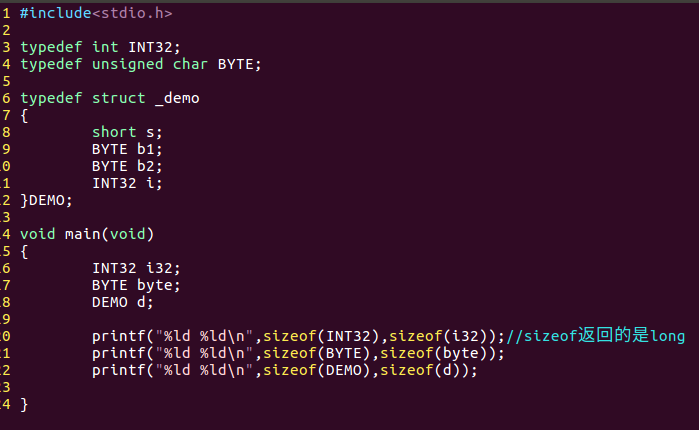 1 #include<stdio.h>
2
3 typedef int INT32;
4 typedef unsigned char BYTE;
5
6 typedef struct _demo
7 {
8         short s;
9         BYTE b1;
0         BYTE b2;
1         INT32 i;
2 }DEMO;
3
4 void main(void)
5 {
6         INT32 i32;
7         BYTE byte;
8         DEMO d;
9
0         printf("%ld %ld\n",sizeof(INT32),sizeof(i32));//sizeof返回的是long
1         printf("%ld %ld\n",sizeof(BYTE),sizeof(byte));
2         printf("%ld %ld\n",sizeof(DEMO),sizeof(d));
3
4 }